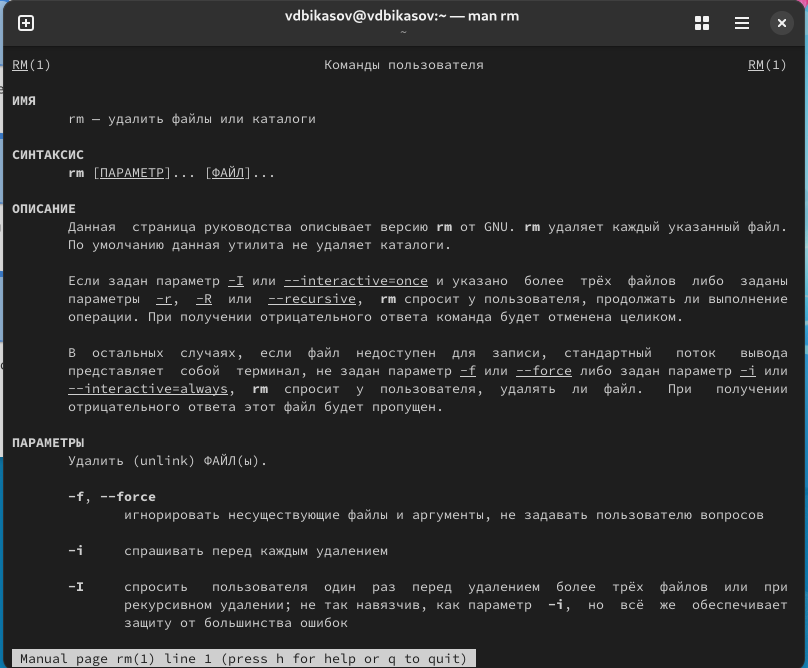 vdbikasov@vdbikasov:~ — man rm
~
RM(1) Команды пользователя RM(1)
ИМЯ
rm – удалить файлы или каталоги
СИНТАКСИС
rm [ПАРАМЕТР]... [ФАЙЛ]...
ОПИСАНИЕ
Данная страница руководства описывает версию rm от GNU. rm удаляет каждый указанный файл.
По умолчанию данная утилита не удаляет каталоги.
Если задан параметр -I или --interactive=once и указано более трёх файлов либо заданы
параметры -r, -R или --recursive, rm спросит у пользователя, продолжать ли выполнение
операции. При получении отрицательного ответа команда будет отменена целиком.
В остальных случаях, если файл недоступен для записи, стандартный поток вывода
представляет собой терминал, не задан параметр -f или --force либо задан параметр -i или
--interactive=always, rm спросит у пользователя, удалять ли файл. При получении
отрицательного ответа этот файл будет пропущен.
ПАРАМЕТРЫ
Удалить (unlink) ФАЙЛ(ы).
-f, --force
игнорировать несуществующие файлы и аргументы, не задавать пользователю вопросов
-i спрашивать перед каждым удалением
-I спросить пользователя один раз перед удалением более трёх файлов или при
рекурсивном удалении; не так навязчив, как параметр -i, но всё же обеспечивает
защиту от большинства ошибок
Manual page rm(1) line 1 (press h for help or q to quit)